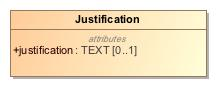 Justification
attributes
+justification : TEXT [0..1]